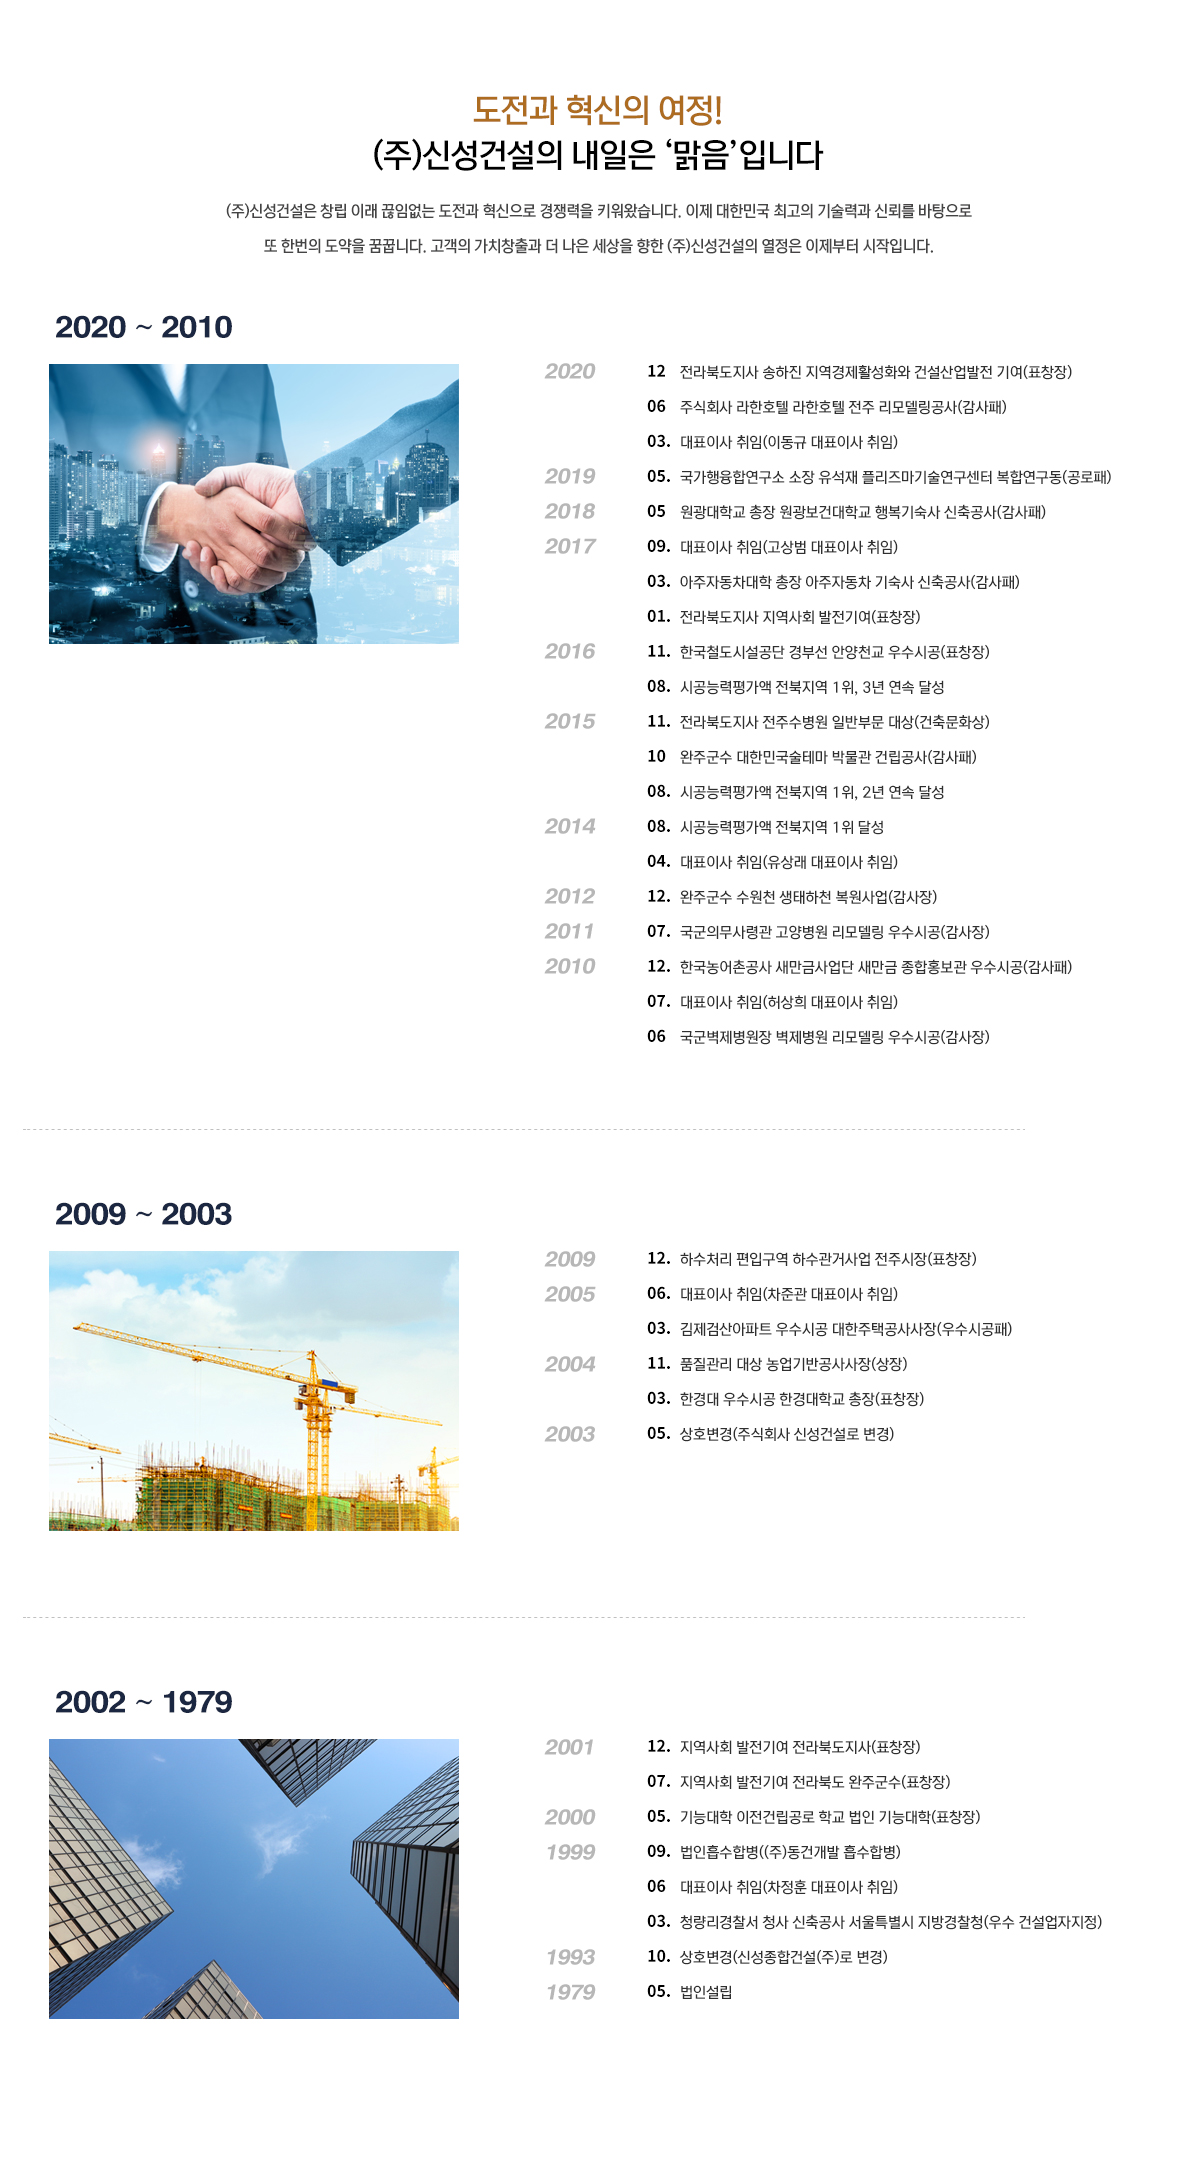 도전과 혁신의 여정!
(주)신성건설의 내일은 ‘맑음’입니다
(주)신성건설은 창립 이래 끊임없는 도전과 혁신으로 경쟁력을 키워왔습니다. 이제 대한민국 최고의 기술력과 신뢰를 바탕으로
또 한번의 도약을 꿈꿉니다. 고객의 가치창출과 더 나은 세상을 향한 (주)신성건설의 열정은 이제부터 시작입니다.
2020 ~ 2010
2020 12 전라북도지사 송하진 지역경제활성화와 건설산업발전 기여(표창장)
06 주식회사 라한호텔 라한호텔 전주 리모델링공사(감사패)
03. 대표이사 취임(이동규 대표이사 취임)
2019 05. 국가행융합연구소 소장 유석재 플리즈마기술연구센터 복합연구동(공로패)
2018 05 원광대학교 총장 원광보건대학교 행복기숙사 신축공사(감사패)
2017 09. 대표이사 취임(고상범 대표이사 취임)
03. 아주자동차대학 총장 아주자동차 기숙사 신축공사(감사패)
01. 전라북도지사 지역사회 발전기여(표창장)
2016 11. 한국철도시설공단 경부선 안양천교 우수시공(표창장)
08. 시공능력평가액 전북지역 1위, 3년 연속 달성
2015 11. 전라북도지사 전주수병원 일반부문 대상(건축문화상)
10 완주군수 대한민국술테마 박물관 건립공사(감사패)
08. 시공능력평가액 전북지역 1위, 2년 연속 달성
2014 08. 시공능력평가액 전북지역 1위 달성
04. 대표이사 취임(유상래 대표이사 취임)
2012 12. 완주군수 수원천 생태하천 복원사업(감사장)
2011 07. 국군의무사령관 고양병원 리모델링 우수시공(감사장)
2010 12. 한국농어촌공사 새만금사업단 새만금 종합홍보관 우수시공(감사패)
07. 대표이사 취임(허상희 대표이사 취임)
06 국군벽제병원장 벽제병원 리모델링 우수시공(감사장)
2009 ~ 2003
2009 12. 하수처리 편입구역 하수관거사업 전주시장(표창장)
2005 06. 대표이사 취임(차준관 대표이사 취임)
03. 김제검산아파트 우수시공 대한주택공사사장(우수시공패)
2004 11. 품질관리 대상 농업기반공사사장(상장)
03. 한경대 우수시공 한경대학교 총장(표창장)
2003 05. 상호변경(주식회사 신성건설로 변경)
2002 ~ 1979
2001 12. 지역사회 발전기여 전라북도지사(표창장)
07. 지역사회 발전기여 전라북도 완주군수(표창장)
2000 05. 기능대학 이전건립공로 학교 법인 기능대학(표창장)
1999 09. 법인흡수합병((주)동건개발 흡수합병)
06 대표이사 취임(차정훈 대표이사 취임)
03. 청량리경찰서 청사 신축공사 서울특별시 지방경찰청(우수 건설업자지정)
1993 10. 상호변경(신성종합건설(주)로 변경)
1979 05. 법인설립